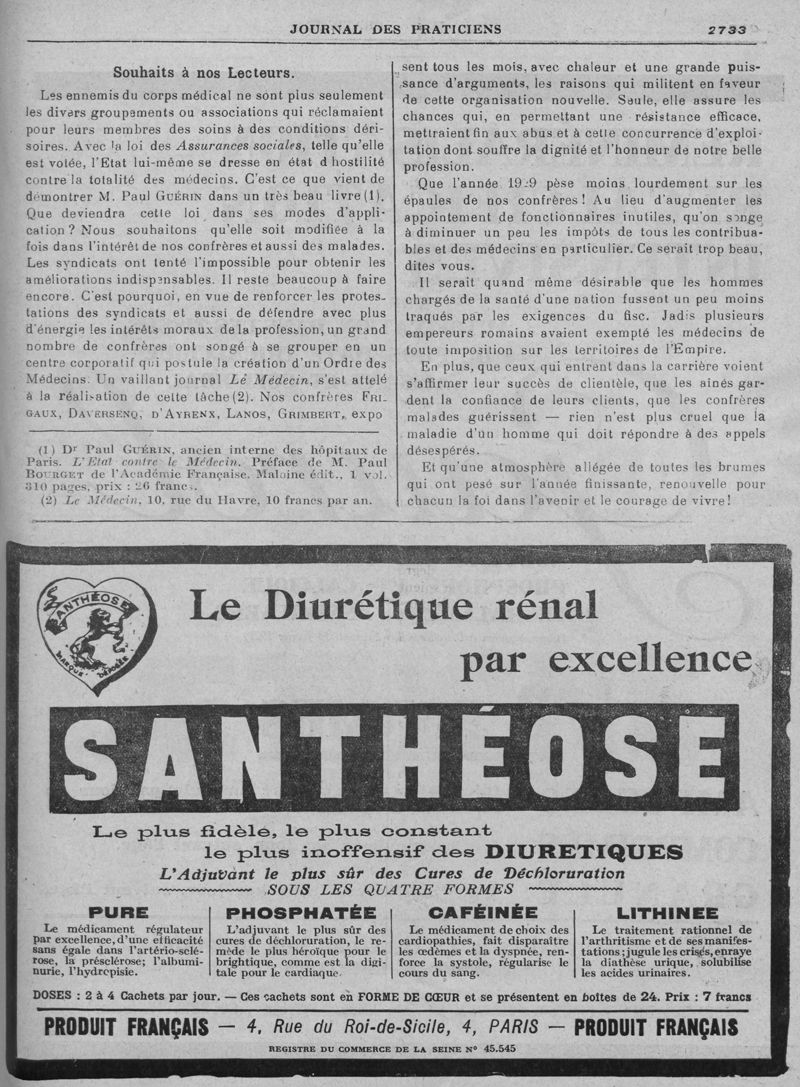 JOURNAL DES PRATICIENS 2733
Souhaits à nos Lecteurs.
Les ennemis du corps médical ne sont plus seulement
les divers groupements ou associations qui réclamaient
pour leurs membres des soins à des conditions déri-
soires. Avec la loi des Assurances sociales, telle qu'elle
est votée, l'Etat lui-même se dresse en état d hostilité
contre la totalité des médecins. C'est ce que vient de
démontrer M. Paul GUÉRIN dans un très beau livre (1).
Que deviendra cette loi dans ses modes d'appli-
cation ? Nous souhaitons qu'elle soit modifiée à la
fois dans l'intérêt de nos confrères et aussi des malades.
Les syndicats ont tenté l'impossible pour obtenir les
améliorations indispensables. Il reste beaucoup à faire
encore. C'est pourquoi, en vue de renforcer les protes-
tations des syndicats et aussi de défendre avec plus
d'énergie les intérêts moraux de la profession, un grand
nombre de confrères ont songé à se grouper en un
centre corporatif qui postule la création d'un Ordre des
Médecins. Un vaillant journal Le Médecin, s'est attelé
à la réalisation de cette tâche (2). Nos confrères FRI-
GAUX, DAVERSENQ, D'AYRENX, LANOS, GRIMBERT, expo
(1) Dr Paul GUÉRIN, ancien interne des hôpitaux de
Paris. L'Etat contre le Médecin. Préface de M. Paul
BOURGET de l'Académie Française. Maloine édit., 1 vol.
310 pages, prix : 26 francs.
(2) Le Médecin, 10, rue du Havre, 10 francs par an.
sent tous les mois, avec chaleur et une grande puis-
sance d'arguments, les raisons qui militent en faveur
de cette organisation nouvelle. Seule, elle assure les
chances qui, en permettant une résistance efficace,
mettraient fin aux abus et à cette concurrence d'exploi-
tation dont souffre la dignité et l'honneur de notre belle
profession.
Que l'année 1929 pèse moins lourdement sur les
épaules de nos confrères ! Au lieu d'augmenter les
appointement de fonctionnaires inutiles, qu'on songe
à diminuer un peu les impôts de tous les contribua-
bles et des médecins en particulier. Ce serait trop beau,
dites vous.
Il serait quand même désirable que les hommes
chargés de la santé d'une nation fussent un peu moins
traqués par les exigences du fisc. Jadis plusieurs
empereurs romains avaient exempté les médecins de
toute imposition sur les territoires de l'Empire.
En plus, que ceux qui entrent dans la carrière voient
s'affirmer leur succès de clientèle, que les aînés gar-
dent la confiance de leurs clients, que les confrères
malades guérissent — rien n'est plus cruel que la
maladie d'un homme qui doit répondre à des appels
désespérés.
Et qu'une atmosphère allégée de toutes les brumes
qui ont pesé sur l'année finissante, renouvelle pour
chacun la foi dans l'avenir et le courage de vivre !
SANTHÉOSE
MARQUE DÉPOSÉE
Le Diurétique rénal
par excellence
SANTHÉOSE
Le plus fidèle, le plus constant
le plus inoffensif des DIURETIQUES
L'Adjuvant le plus sûr des Cures de Déchloruration
SOUS LES QUATRE FORMES
PURE
Le médicament régulateur
par excellence, d'une efficacité
sans égale dans l'artério-sclé-
rose, la présclérose; l'albumi-
nurie, l'hydropisie.
PHOSPHATÉE
L'adjuvant le plus sûr des
cures de déchloruration, le re-
mède le plus héroïque pour le
brightique, comme est la digi-
tale pour le cardiaque.
CAFÉINÉE
Le médicament de choix des
cardiopathies, fait disparaître
les œdèmes et la dyspnée, ren-
force la systole, régularise le
cours du sang.
LITHINEE
Le traitement rationnel de
l'arthritisme et de ses manifes-
tations; jugule les crises, enraye
la diathèse urique, solubilise
les acides urinaires.
DOSES : 2 à 4 Cachets par jour. — Ces cachets sont en FORME DE CŒUR et se présentent en boîtes de 24. Prix : 7 francs
PRODUIT FRANÇAIS — 4, Rue du Roi-de-Sicile, 4, PARIS — PRODUIT FRANÇAIS
REGISTRE DU COMMERCE DE LA SEINE N° 45.545